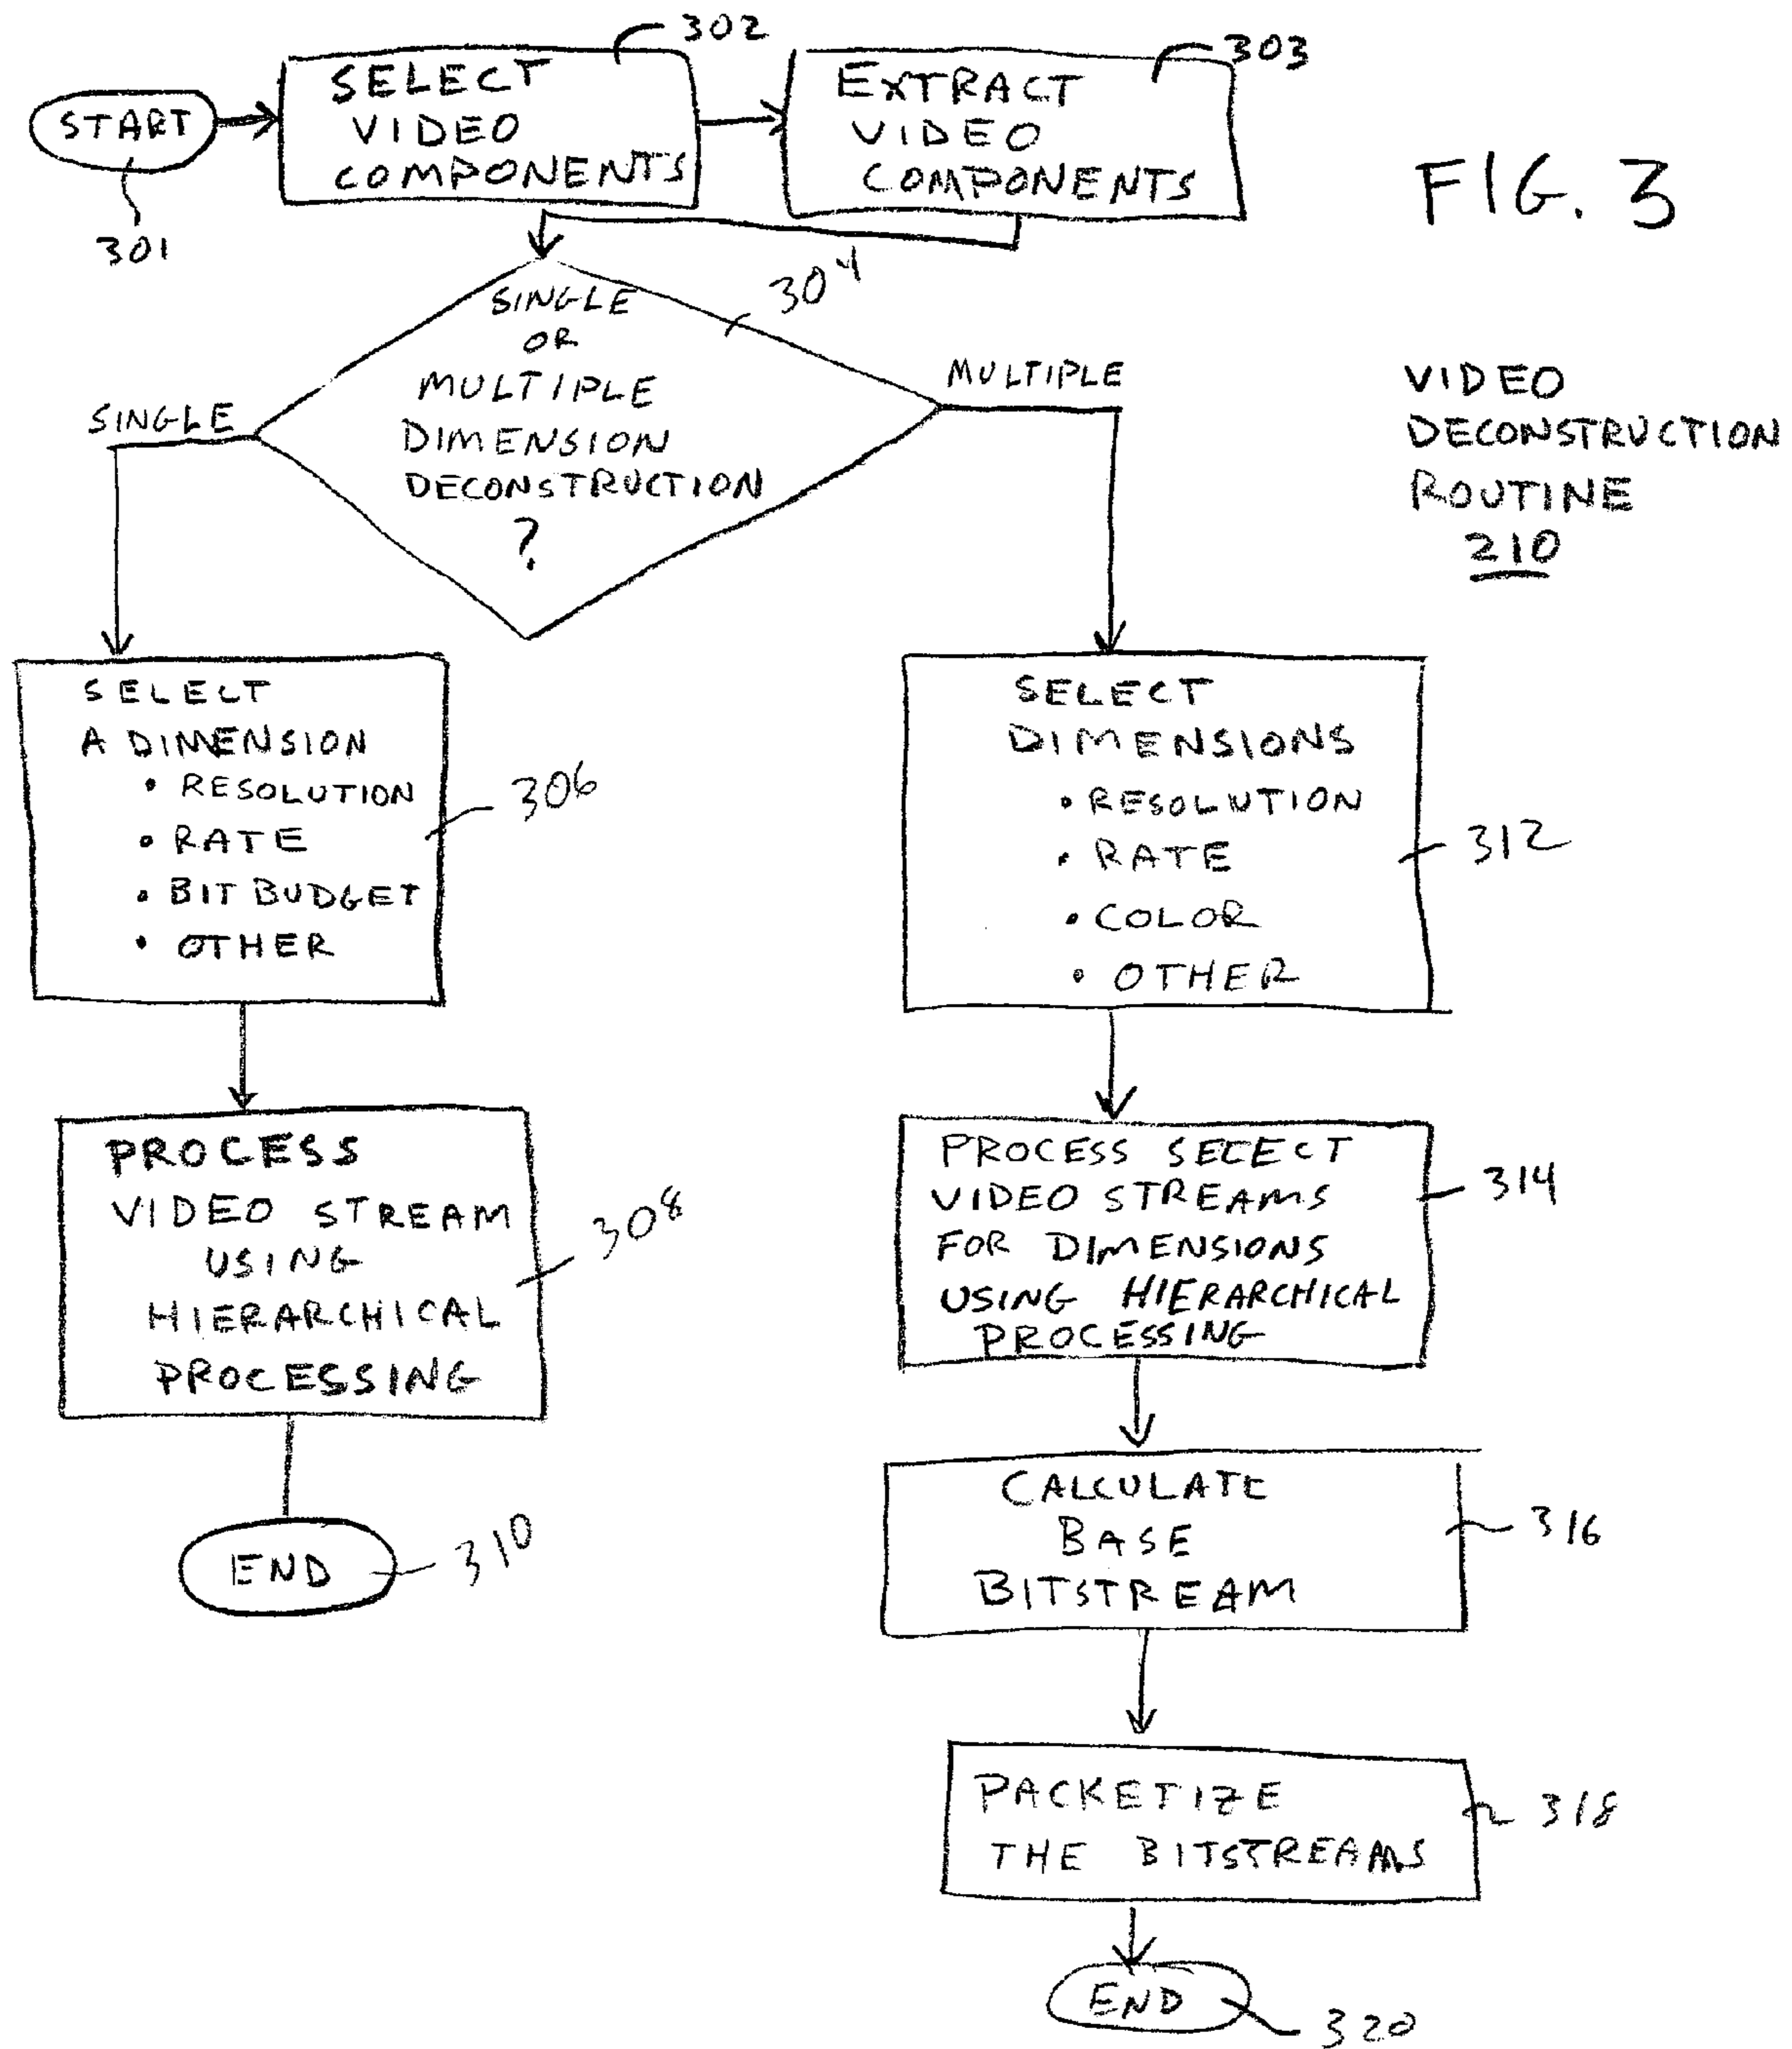 302
303
START
SELECT
VIDEO
COMPONENTS
EXTRACT
VIDEO
COMPONENTS
301
FIG. 3
304
SINGLE
OR
MULTIPLE
DIMENSION
DECONSTRUCTION
?
SINGLE
MULTIPLE
VIDEO
DECONSTRUCTION
ROUTINE
210
SELECT
A DIMENSION
• RESOLUTION
• RATE
• BIT BUDGET
• OTHER
306
SELECT
DIMENSIONS
• RESOLUTION
• RATE
• COLOR
• OTHER
312
PROCESS
VIDEO STREAM
USING
HIERARCHICAL
PROCESSING
308
PROCESS SELECT
VIDEO STREAMS
FOR DIMENSIONS
USING HIERARCHICAL
PROCESSING
314
END
310
CALCULATE
BASE
BITSTREAM
316
PACKETIZE
THE BITSTREAMS
318
END
320